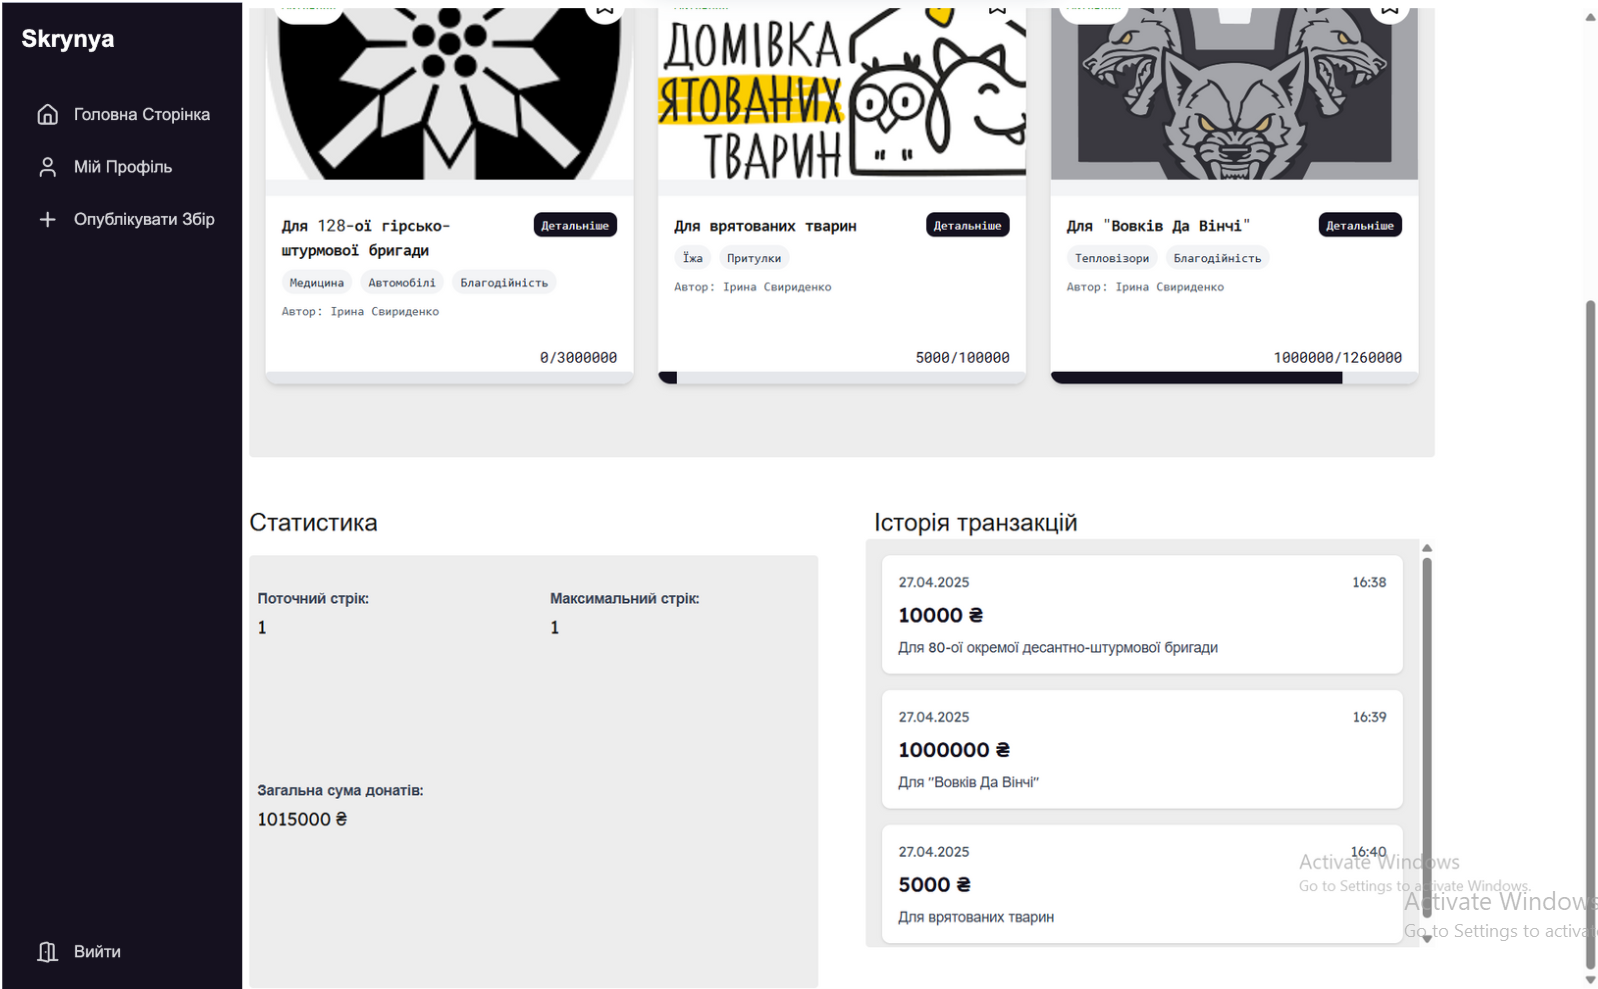 Skrynya
Головна Сторінка
Мій Профіль
Опублікувати Збір
Вийти
ДОМІВКА
ЯТОВАНИХ
ТВАРИН
Для 128-ої гірсько-
штурмової бригади
Детальніше
Медицина Автомобілі Благодійність
Автор: Ірина Свириденко
0/3000000
Для врятованих тварин
Детальніше
Їжа Притулки
Автор: Ірина Свириденко
5000/100000
Для "Вовків Да Вінчі"
Детальніше
Тепловізори Благодійність
Автор: Ірина Свириденко
1000000/1260000
Статистика
Поточний стрік:
1
Максимальний стрік:
1
Загальна сума донатів:
1015000 ₴
Історія транзакцій
27.04.2025 16:38
10000 ₴
Для 80-ої окремої десантно-штурмової бригади
27.04.2025 16:39
1000000 ₴
Для "Вовків Да Вінчі"
27.04.2025 16:40
5000 ₴
Для врятованих тварин
Activate Windows
Go to Settings to activate Windows.
Activate Windows
Go to Settings to activa